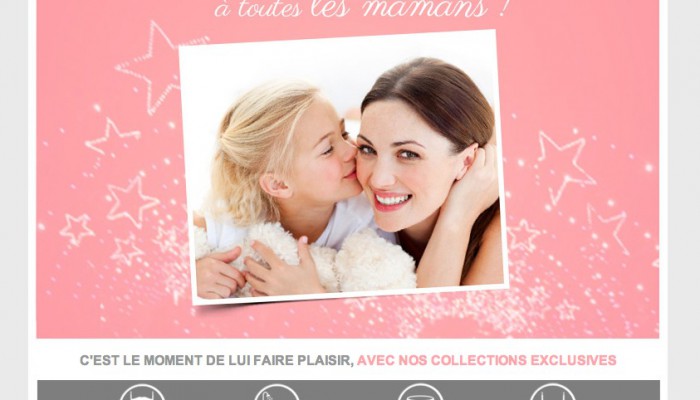 à toutes les mamans !
C'EST LE MOMENT DE LUI FAIRE PLAISIR, AVEC NOS COLLECTIONS EXCLUSIVES